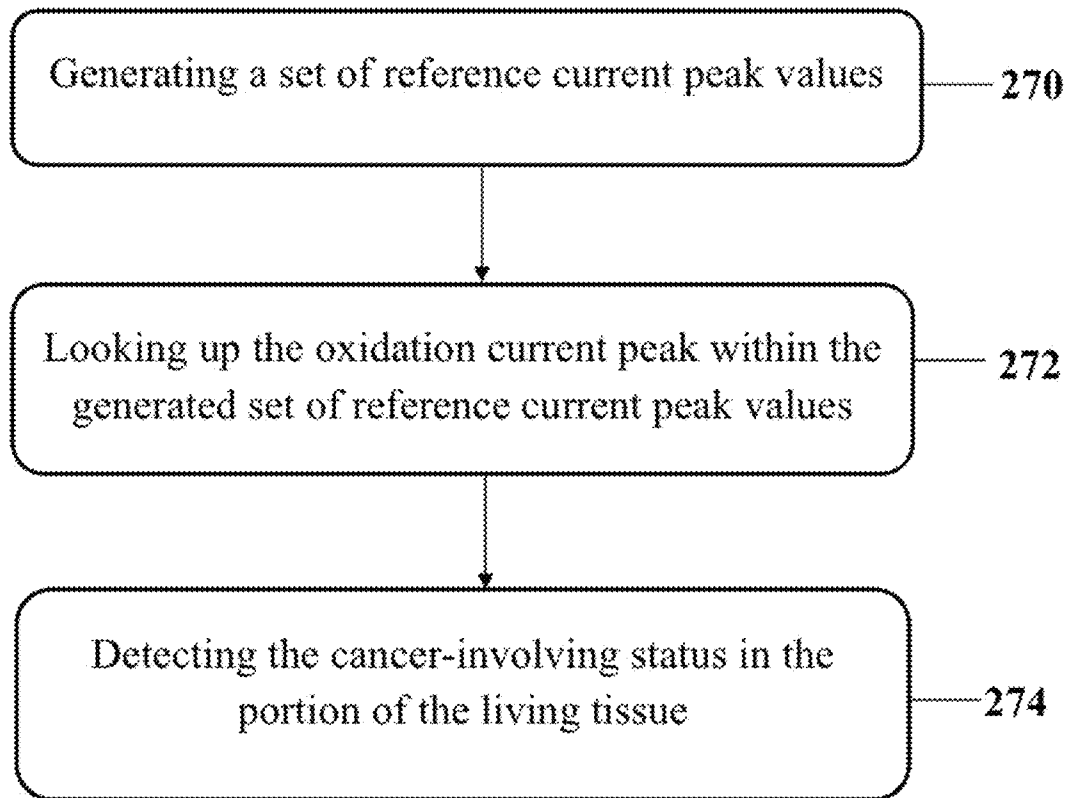 Generating a set of reference current peak values
270
Looking up the oxidation current peak within the
generated set of reference current peak values
272
Detecting the cancer-involving status in the
portion of the living tissue
274